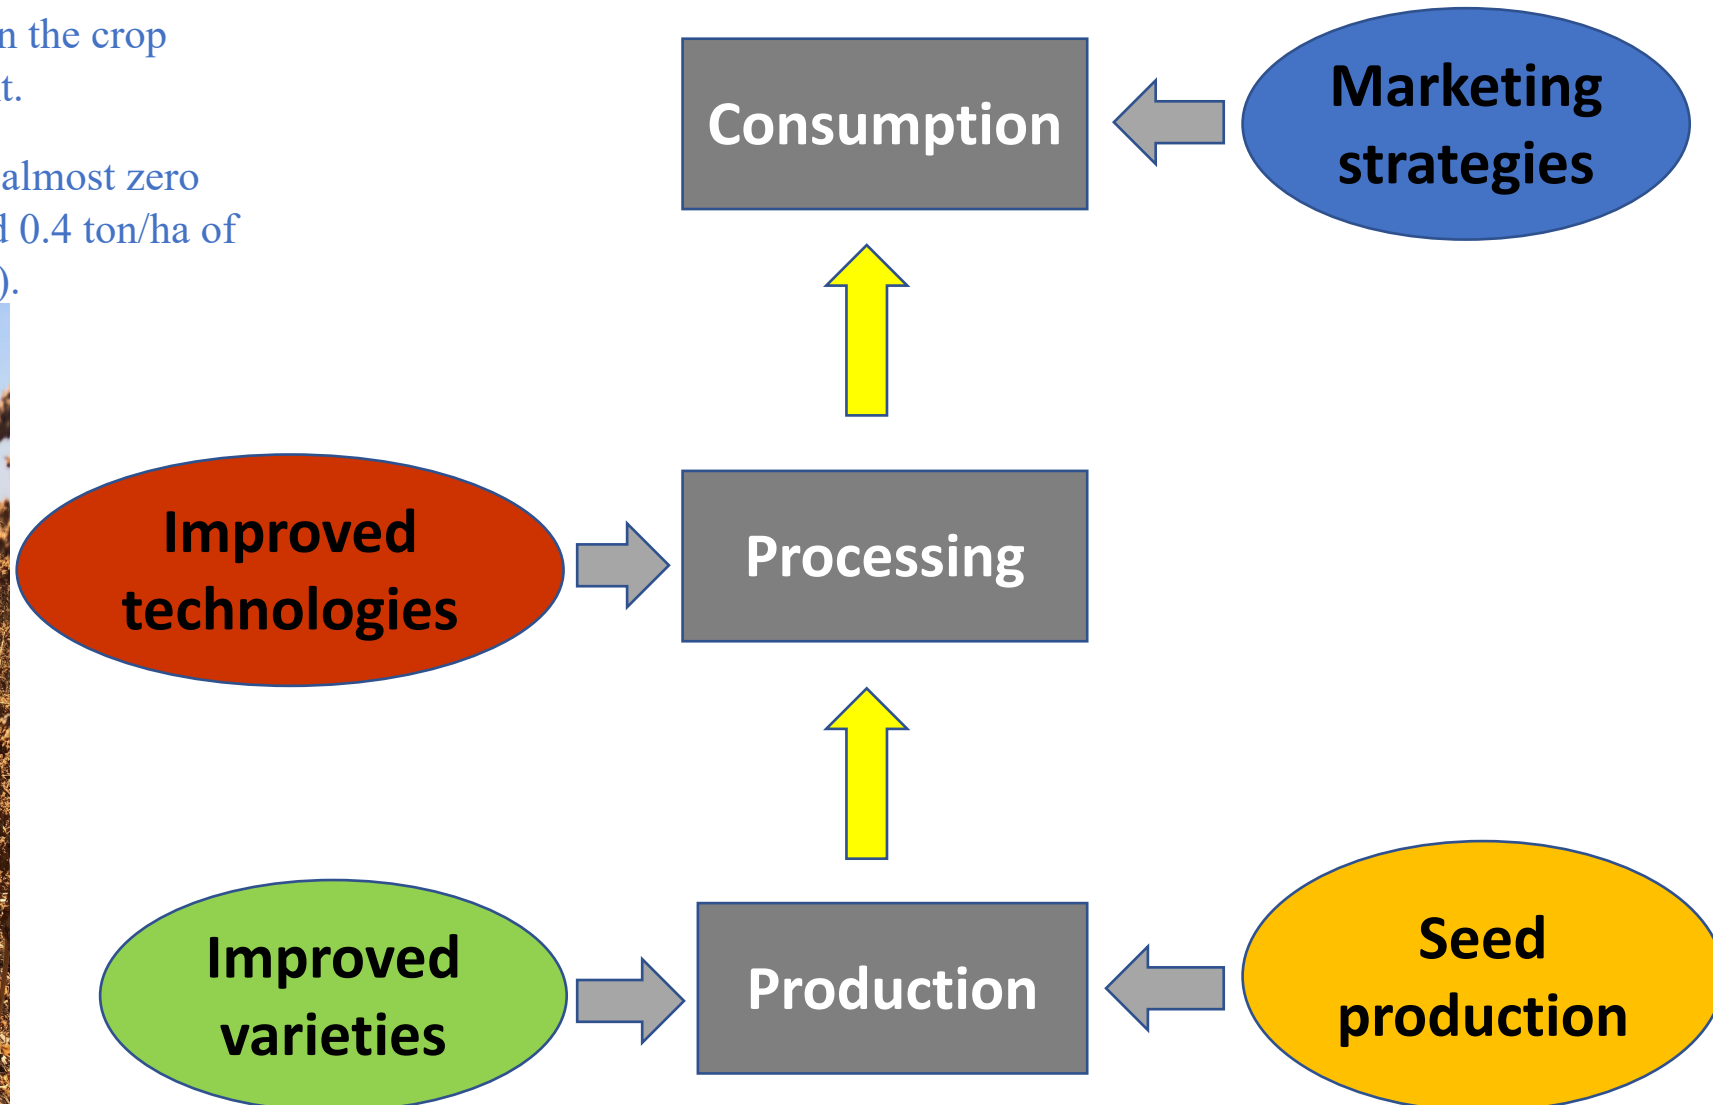 n the crop
t.
almost zero
d 0.4 ton/ha of
).
Consumption
Marketing
strategies
Improved
technologies
Processing
Improved
varieties
Production
Seed
production